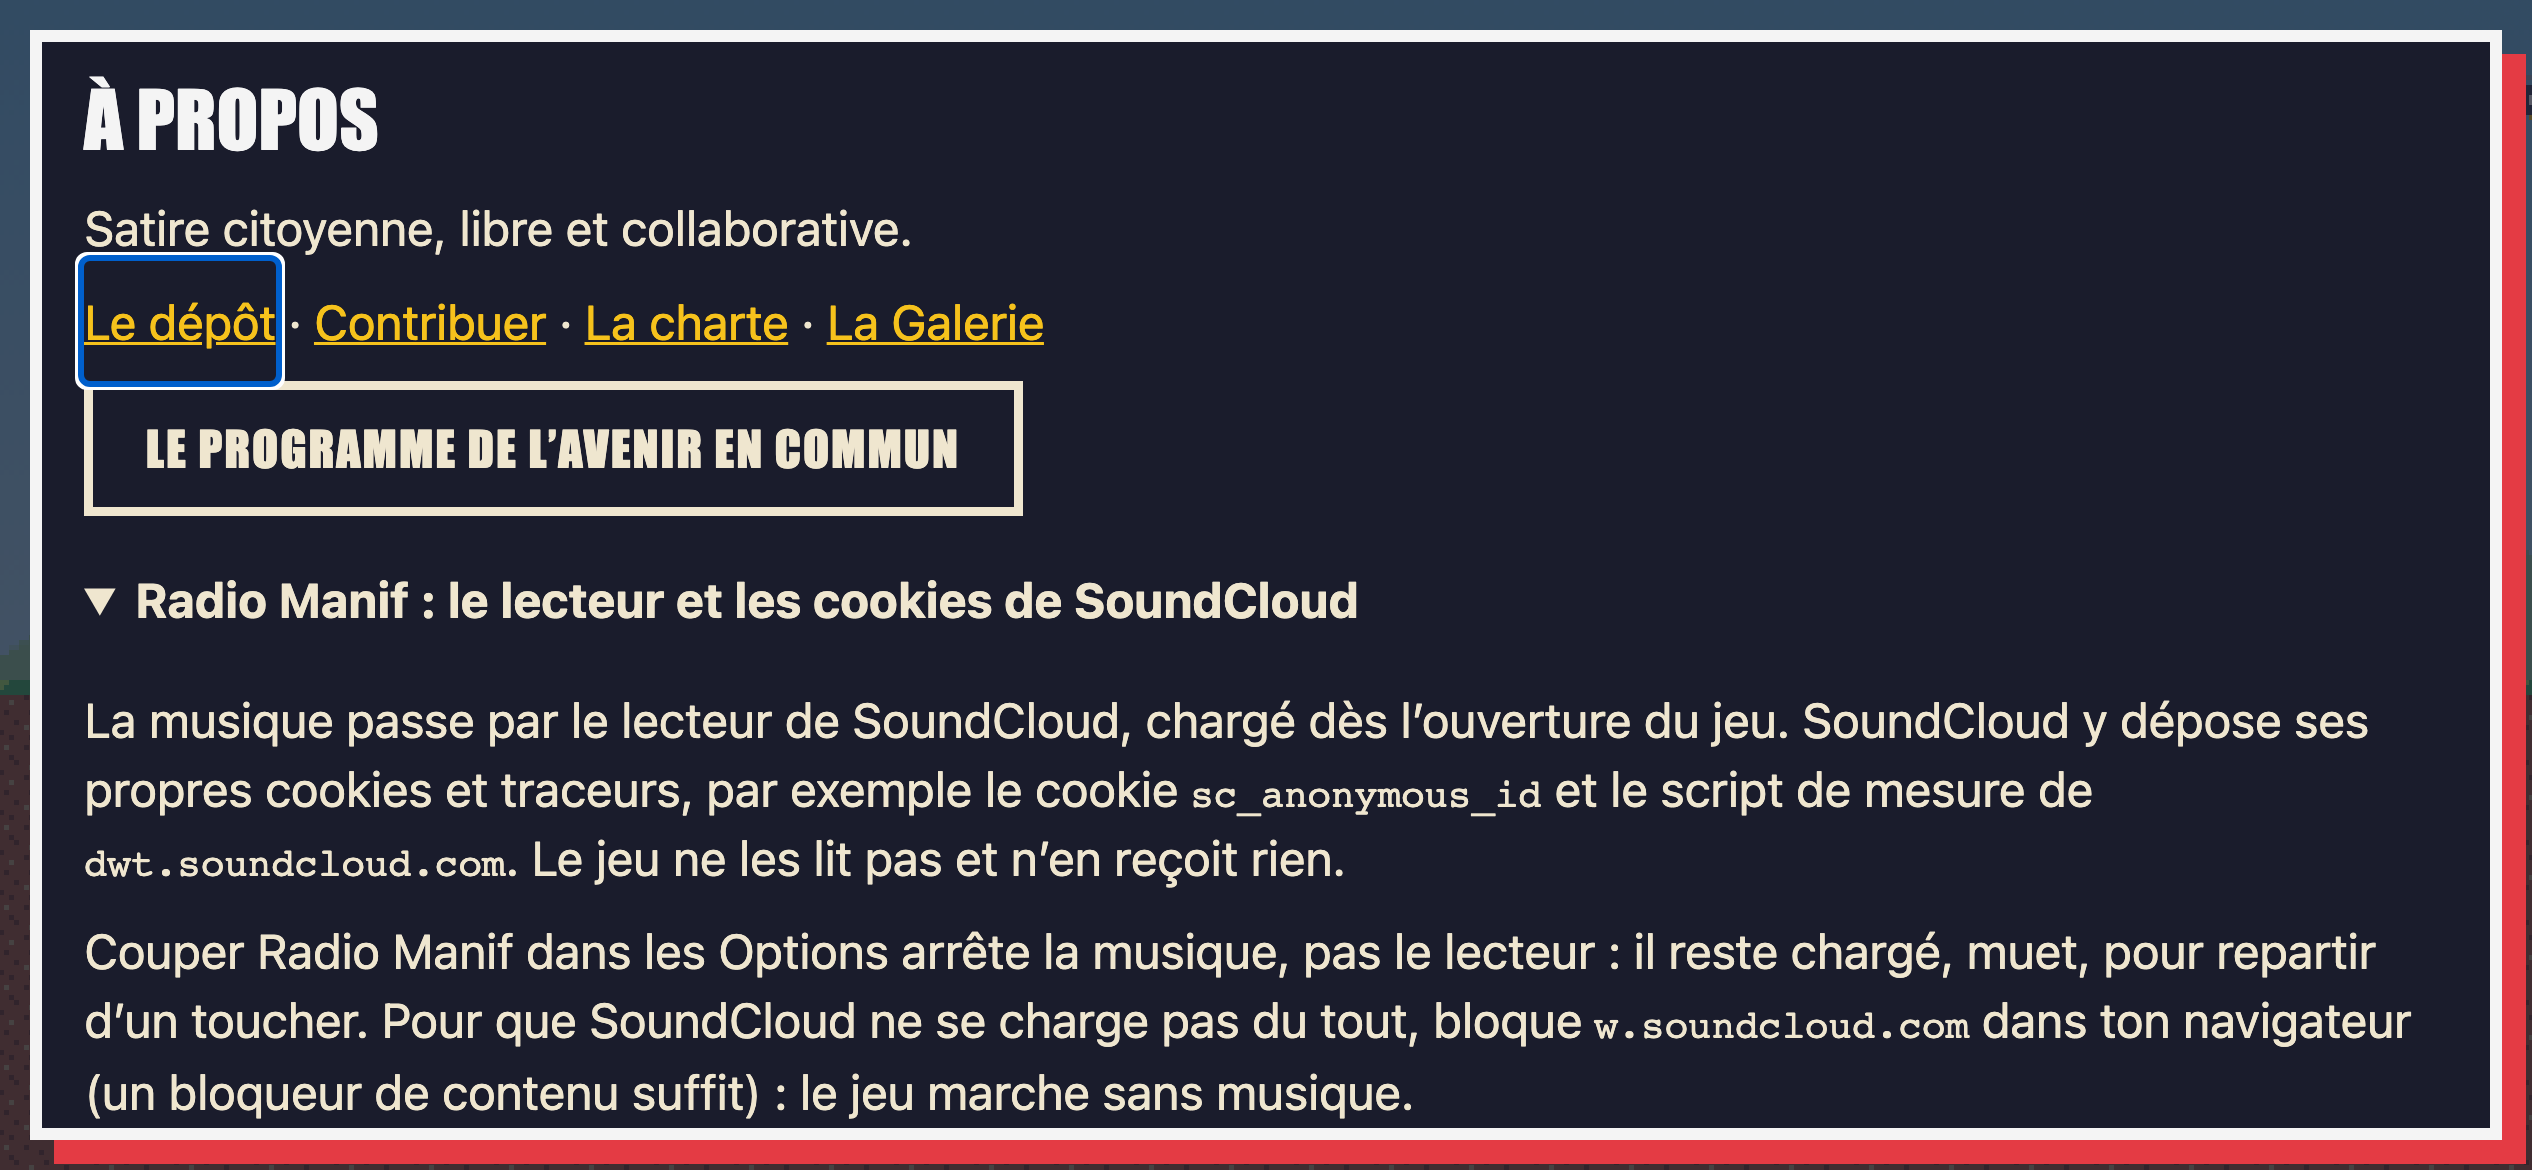 À PROPOS
Satire citoyenne, libre et collaborative.
Le dépôt · Contribuer · La charte · La Galerie
LE PROGRAMME DE L’AVENIR EN COMMUN
▼ Radio Manif : le lecteur et les cookies de SoundCloud
La musique passe par le lecteur de SoundCloud, chargé dès l’ouverture du jeu. SoundCloud y dépose ses
propres cookies et traceurs, par exemple le cookie sc_anonymous_id et le script de mesure de
dwt.soundcloud.com. Le jeu ne les lit pas et n’en reçoit rien.
Couper Radio Manif dans les Options arrête la musique, pas le lecteur : il reste chargé, muet, pour repartir
d’un toucher. Pour que SoundCloud ne se charge pas du tout, bloque w.soundcloud.com dans ton navigateur
(un bloqueur de contenu suffit) : le jeu marche sans musique.